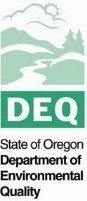 DEQ
State of Oregon
Department of
Environmental
Quality